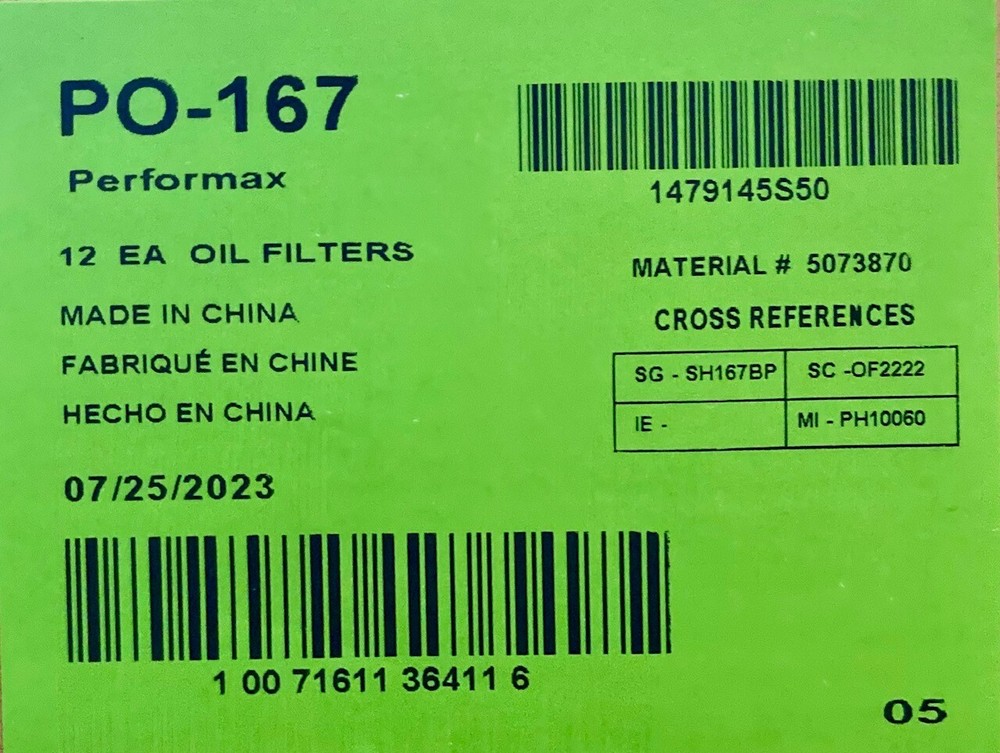 PO-167
Performax
12 EA OIL FILTERS
MADE IN CHINA
FABRIQUÉ EN CHINE
HECHO EN CHINA
07/25/2023
1 00 71611 36411 6
1479145S50
MATERIAL # 5073870
CROSS REFERENCES
SG - SH167BP SC -OF2222
IE - MI - PH10060
05